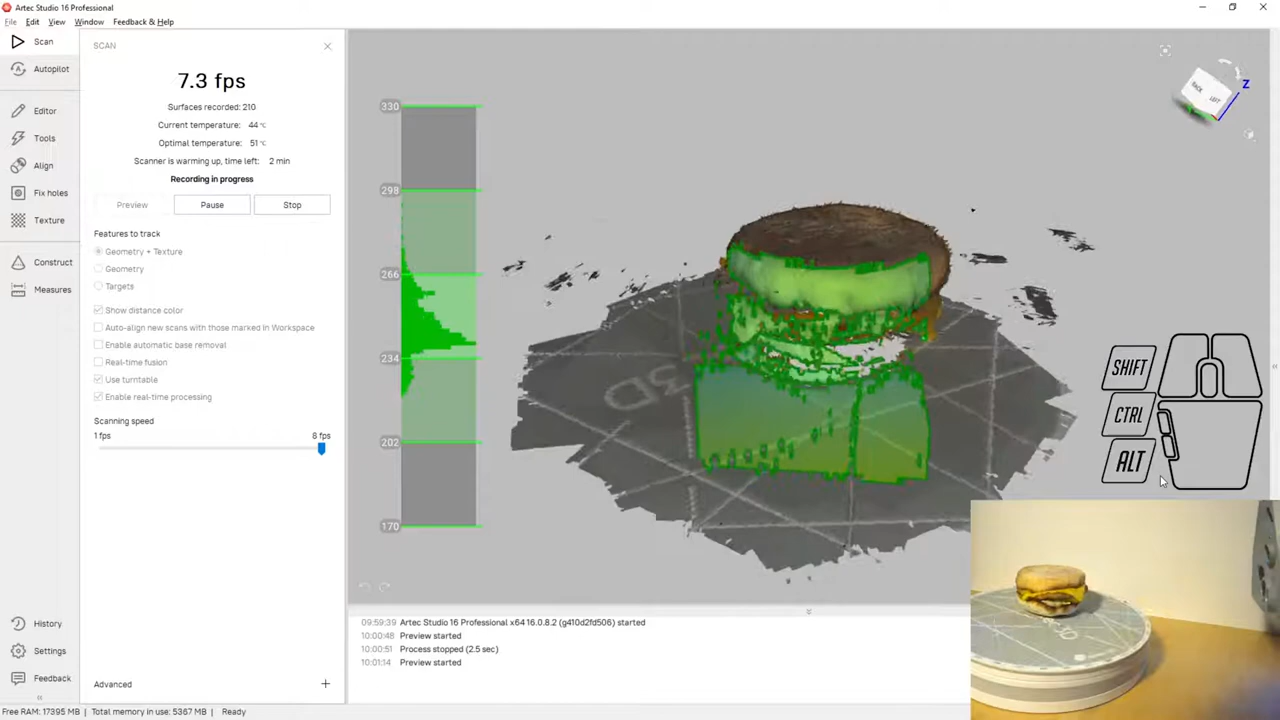 Artec Studio 16 Professional
File Edit View Window Feedback & Help
Scan
Autopilot
Editor
Tools
Align
Fix holes
Texture
Construct
Measures
History
Settings
Feedback
SCAN
7.3 fps
Surfaces recorded: 210
Current temperature: 44 °C
Optimal temperature: 51 °C
Scanner is warming up, time left: 2 min
Recording in progress
Preview Pause Stop
Features to track
Geometry + Texture
Geometry
Targets
Show distance color
Auto-align new scans with those marked in Workspace
Enable automatic base removal
Real-time fusion
Use turntable
Enable real-time processing
Scanning speed
1 fps 8 fps
Advanced
330
298
266
234
202
170
BACK LEFT
Z
3D
SHIFT
CTRL
ALT
3D
09:59:39 Artec Studio 16 Professional x64 16.0.8.2 (g410d2fd506) started
10:00:48 Preview started
10:00:51 Process stopped (2.5 sec)
10:01:14 Preview started
Free RAM: 17395 MB | Total memory in use: 5367 MB | Ready